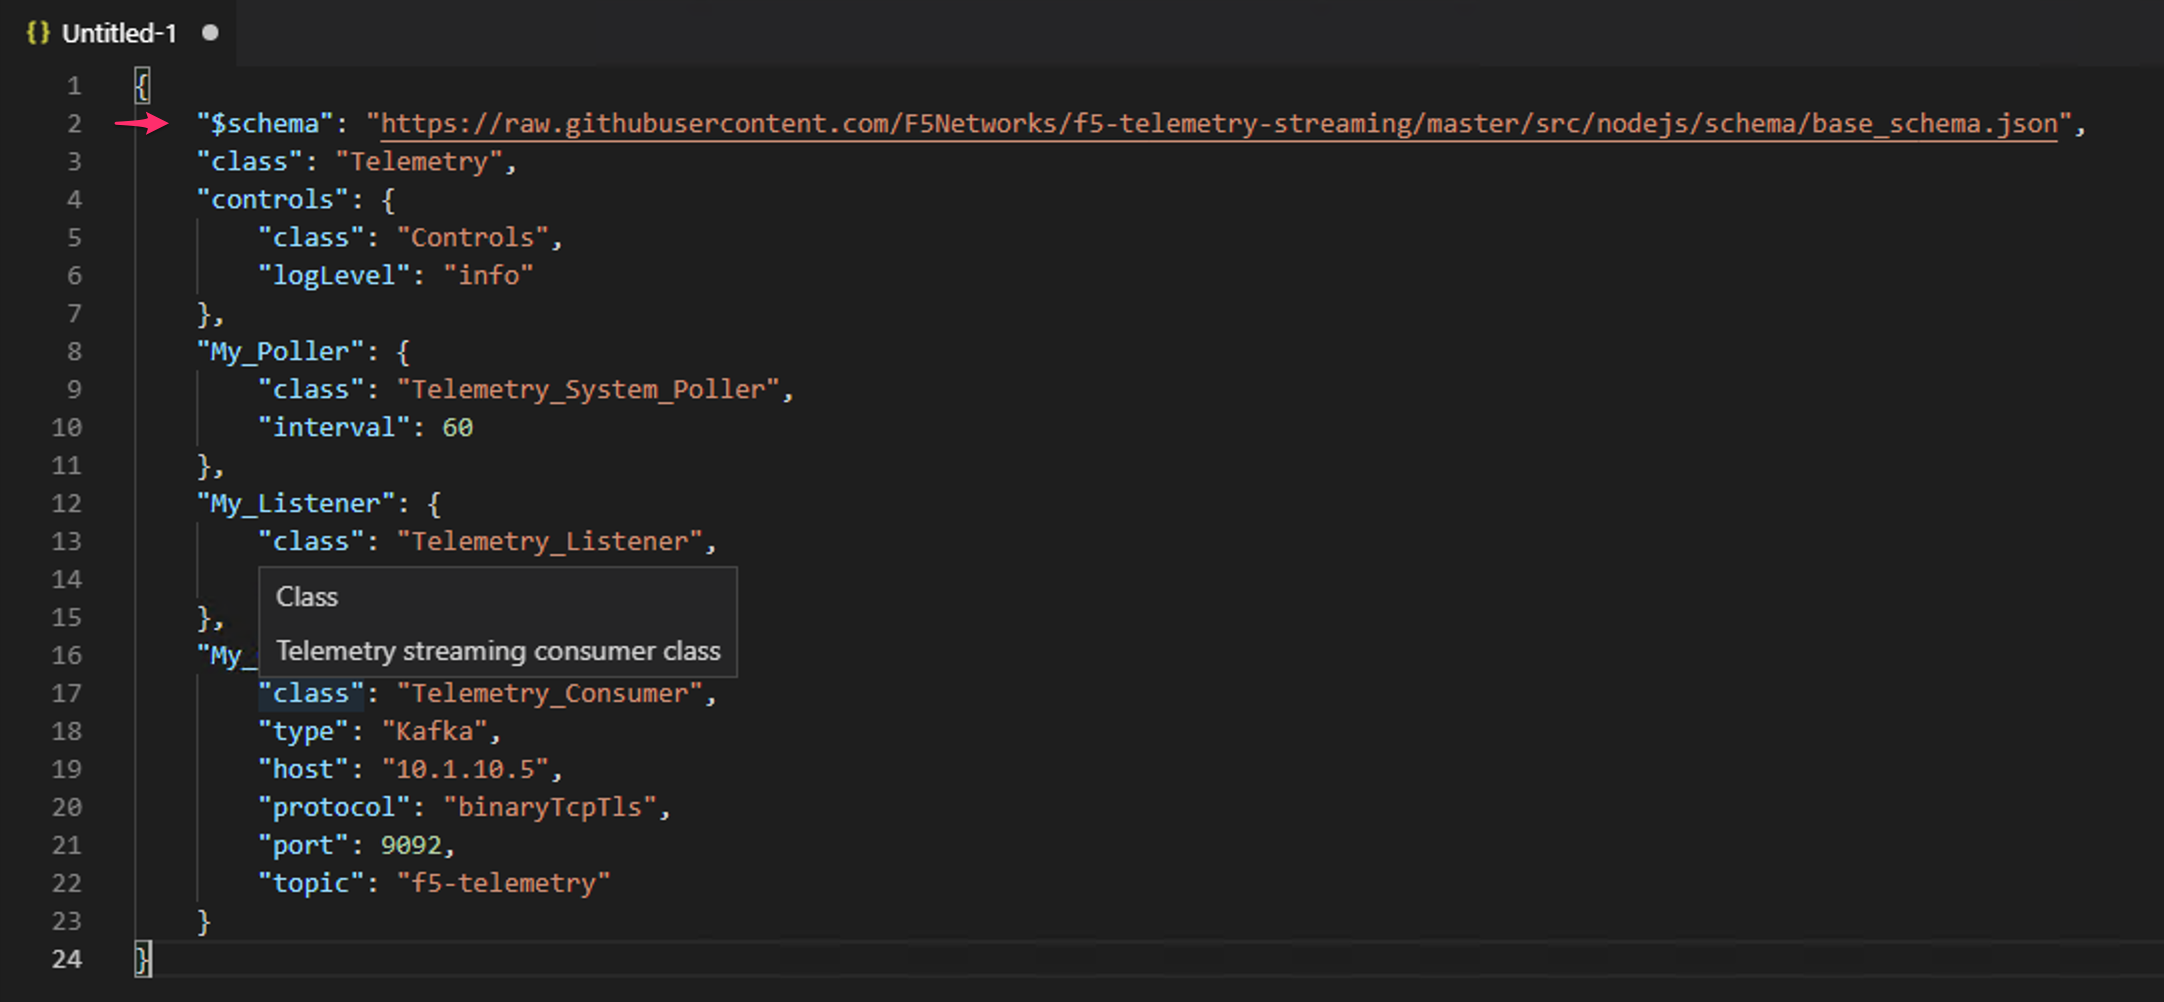 {} Untitled-1
1 {
2 "$schema": "https://raw.githubusercontent.com/F5Networks/f5-telemetry-streaming/master/src/nodejs/schema/base_schema.json",
3 "class": "Telemetry",
4 "controls": {
5 "class": "Controls",
6 "logLevel": "info"
7 },
8 "My_Poller": {
9 "class": "Telemetry_System_Poller",
10 "interval": 60
11 },
12 "My_Listener": {
13 "class": "Telemetry_Listener",
14
Class
15 },
16 "My_
Telemetry streaming consumer class
17 "class": "Telemetry_Consumer",
18 "type": "Kafka",
19 "host": "10.1.10.5",
20 "protocol": "binaryTcpTls",
21 "port": 9092,
22 "topic": "f5-telemetry"
23 }
24 }